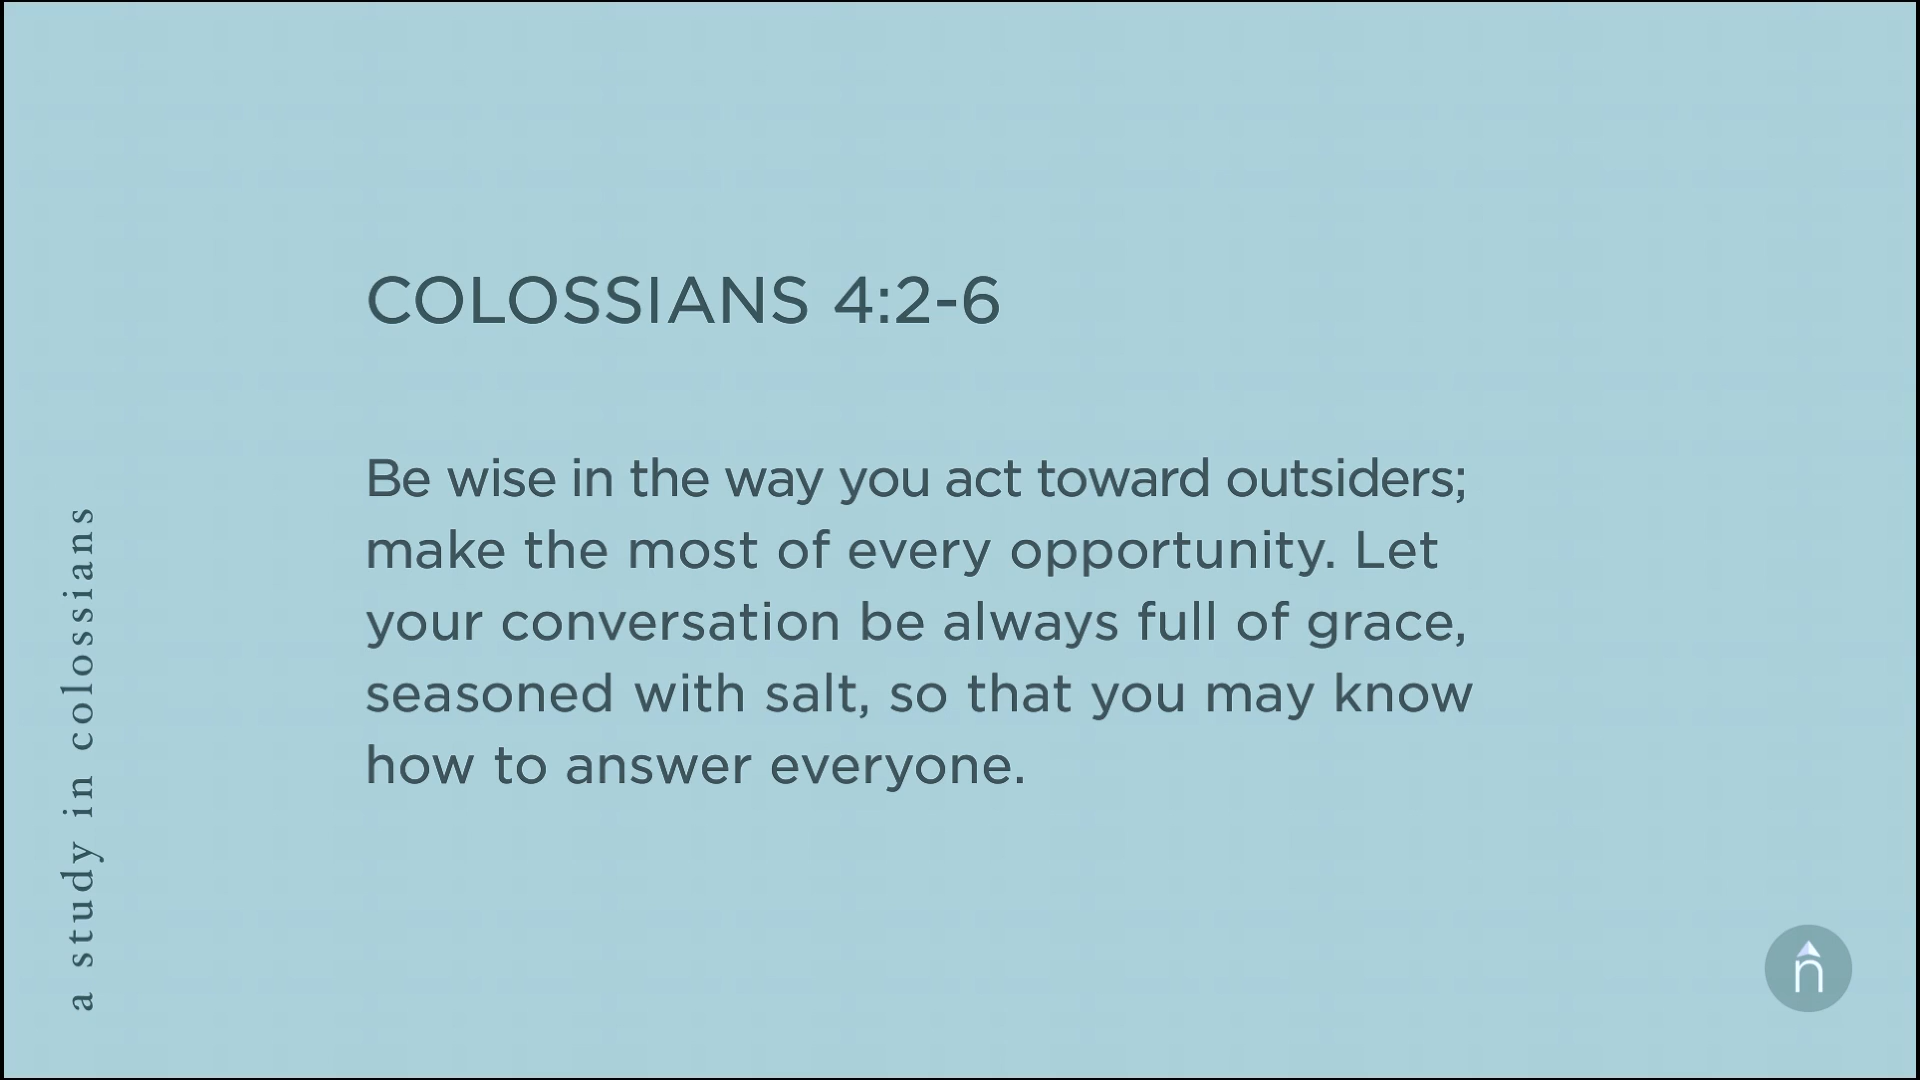 COLOSSIANS 4:2-6
Be wise in the way you act toward outsiders;
make the most of every opportunity. Let
your conversation be always full of grace,
seasoned with salt, so that you may know
how to answer everyone.
a study in colossians
n